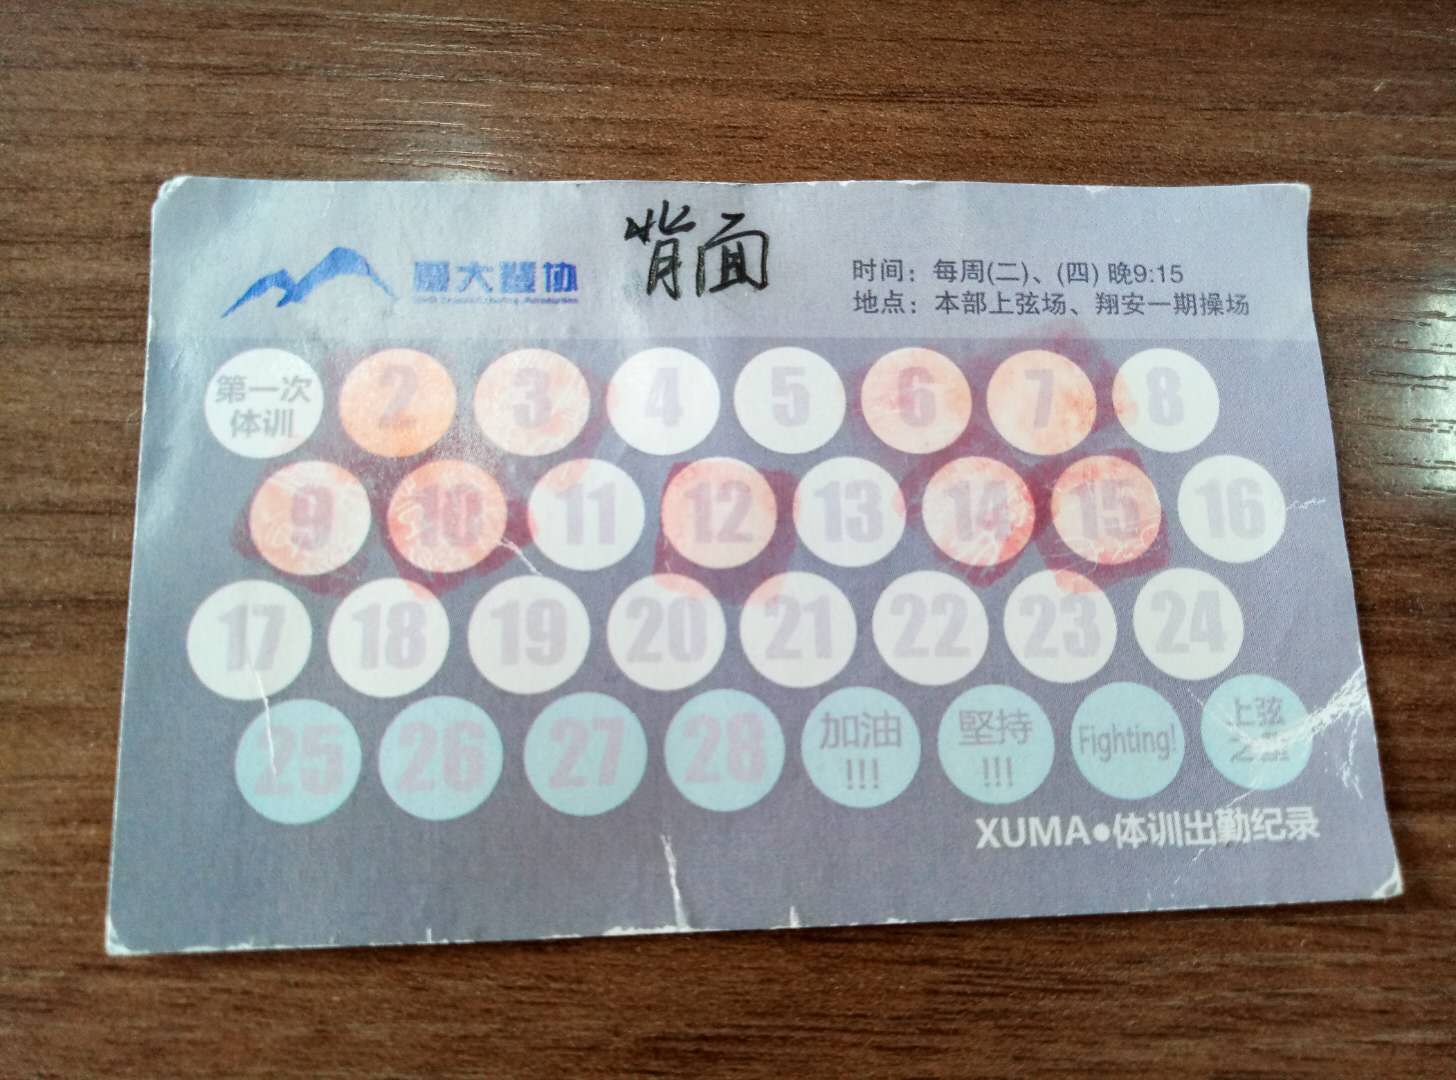 厦大登协
背面
时间：每周(二)、(四) 晚9:15
地点：本部上弦场、翔安一期操场
第一次
体训
2 3 4 5 6 7 8
9 10 11 12 13 14 15 16
17 18 19 20 21 22 23 24
25 26 27 28
加油
!!!
堅持
!!!
Fighting!
上弦
XUMA●体训出勤纪录